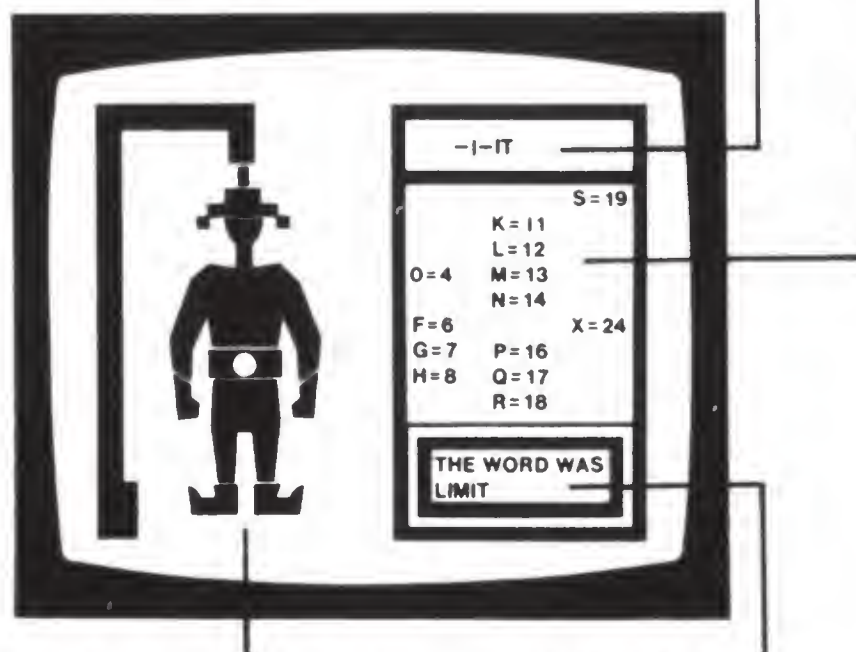 -I-IT
S=19
K=11
L=12
O=4 M=13
N=14
F=6 X=24
G=7 P=16
H=8 Q=17
R=18
THE WORD WAS
LIMIT